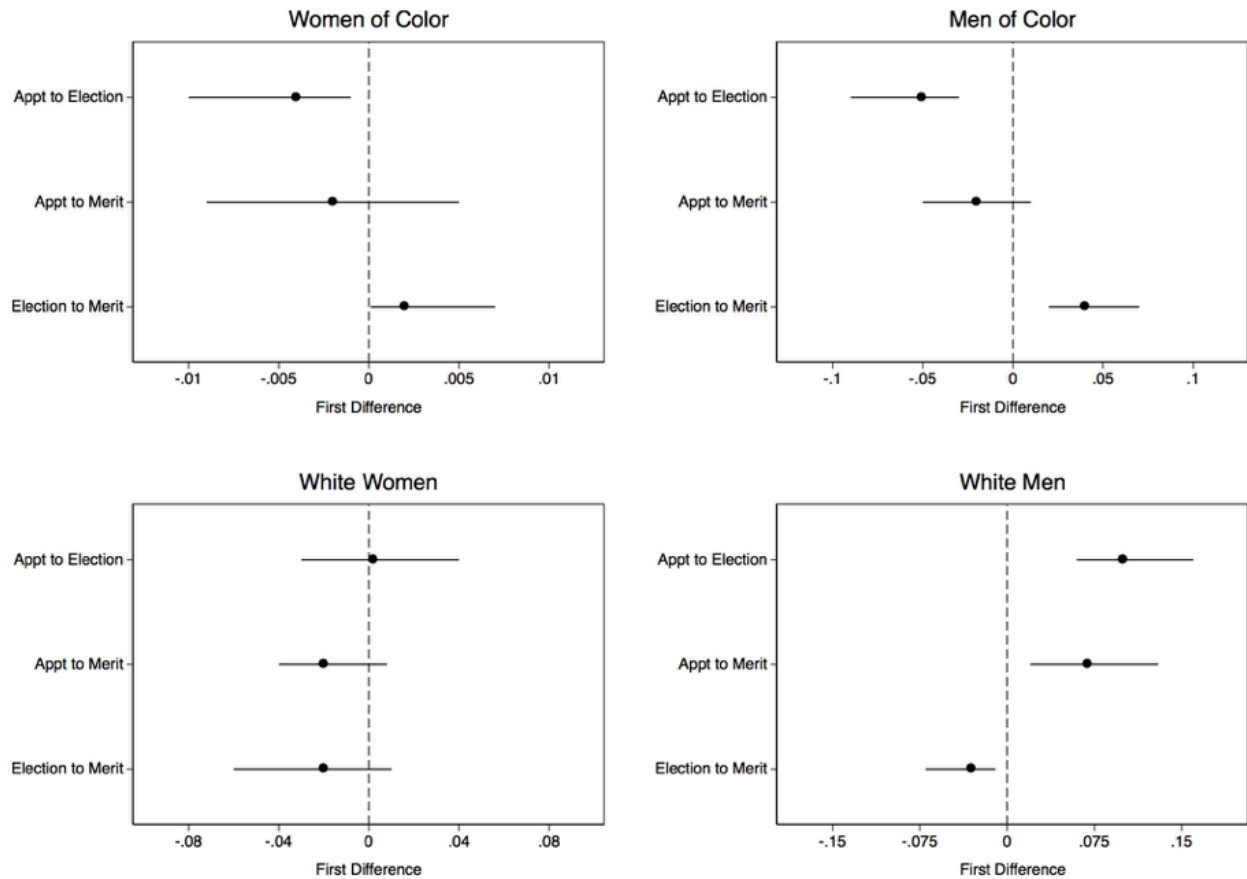 Women of Color
Appt to Election
Appt to Merit
Election to Merit
-.01 -.005 0 .005 .01
First Difference
Men of Color
Appt to Election
Appt to Merit
Election to Merit
-.1 -.05 0 .05 .1
First Difference
White Women
Appt to Election
Appt to Merit
Election to Merit
-.08 -.04 0 .04 .08
First Difference
White Men
Appt to Election
Appt to Merit
Election to Merit
-.15 -.075 0 .075 .15
First Difference